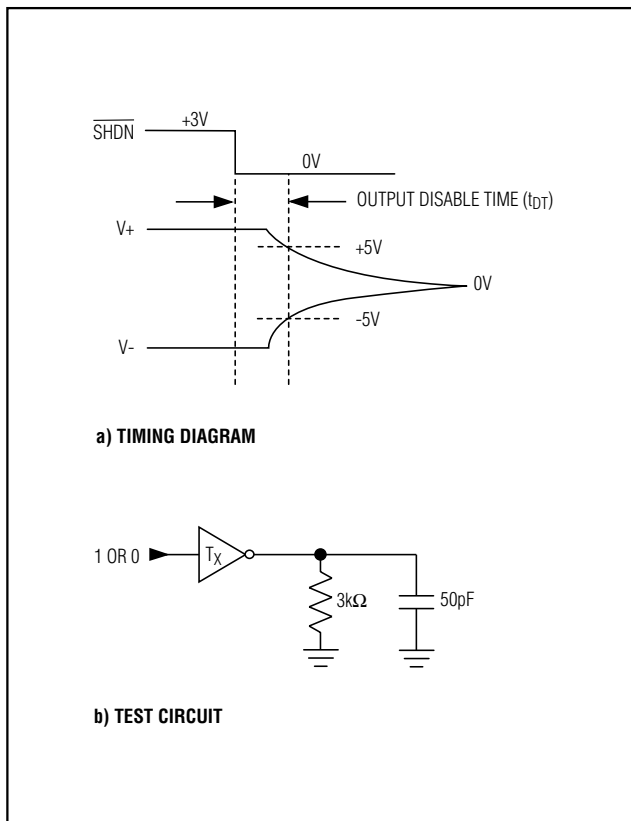 +3V
SHDN
0V
OUTPUT DISABLE TIME (tDT)
V+
+5V
0V
-5V
V-
a) TIMING DIAGRAM
1 OR 0
TX
3kΩ
50pF
b) TEST CIRCUIT